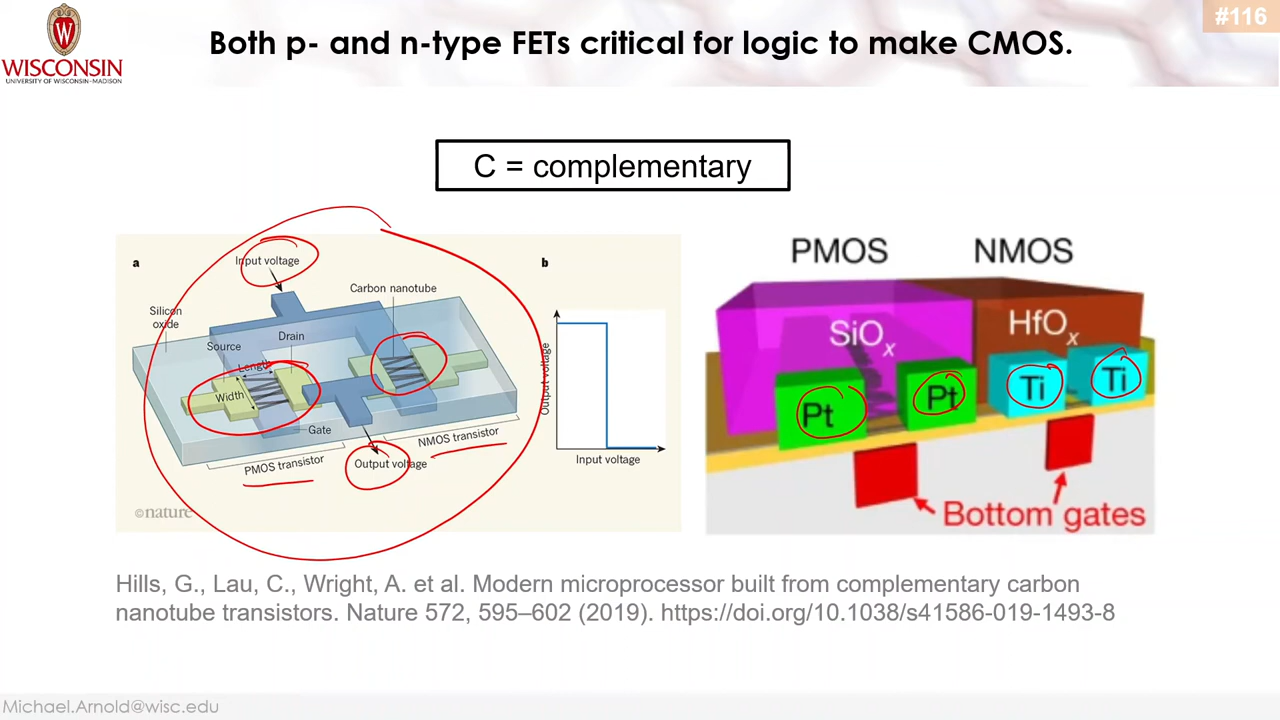 #116
WISCONSIN
UNIVERSITY OF WISCONSIN-MADISON
Both p- and n-type FETs critical for logic to make CMOS.
C = complementary
a
Input voltage
Carbon nanotube
Silicon
oxide
Source
Drain
Length
Width
Gate
PMOS transistor
NMOS transistor
Output voltage
©nature
b
Output voltage
Input voltage
PMOS
NMOS
SiOx
HfOx
Pt
Pt
Ti
Ti
Bottom gates
Hills, G., Lau, C., Wright, A. et al. Modern microprocessor built from complementary carbon
nanotube transistors. Nature 572, 595–602 (2019). https://doi.org/10.1038/s41586-019-1493-8
Michael.Arnold@wisc.edu